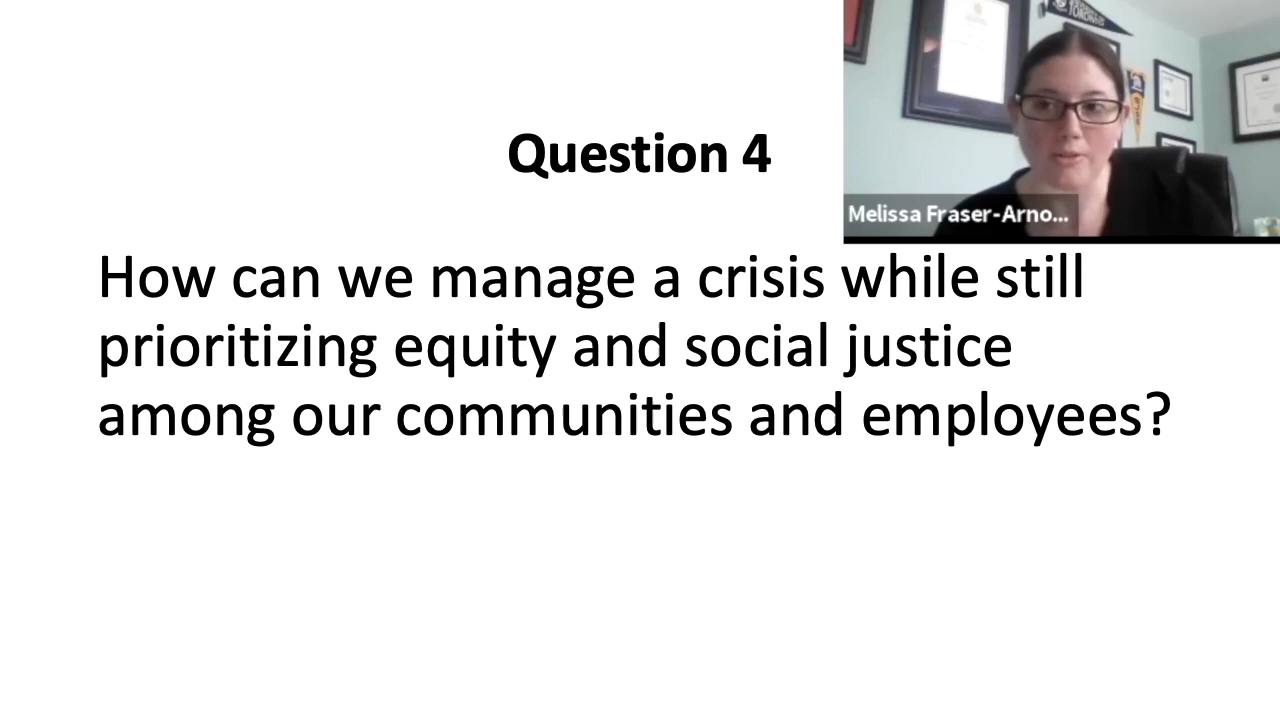 Question 4
Melissa Fraser-Arno...
How can we manage a crisis while still
prioritizing equity and social justice
among our communities and employees?